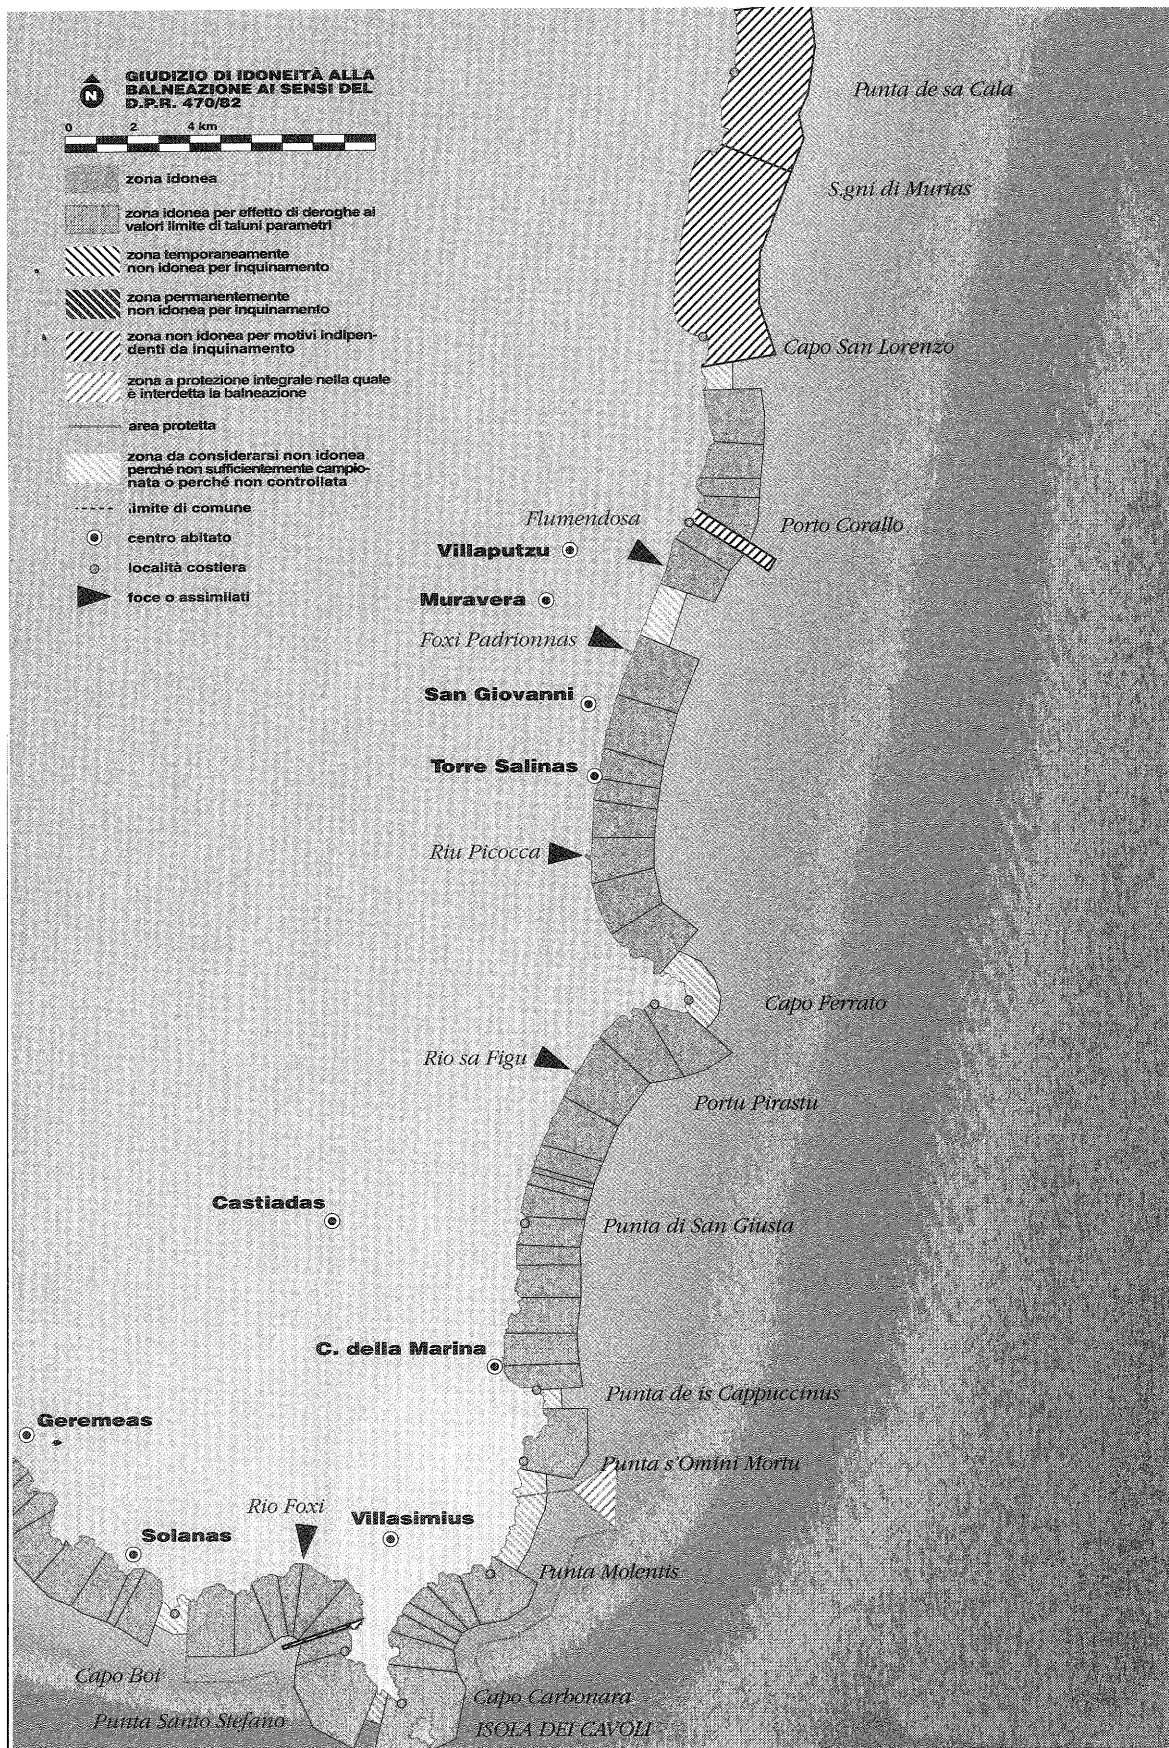 GIUDIZIO DI IDONEITÀ ALLA
BALNEAZIONE AI SENSI DEL
D.P.R. 470/82
N
0 2 4 km
zona idonea
zona idonea per effetto di deroghe ai
valori limite di taluni parametri
zona temporaneamente
non idonea per inquinamento
zona permanentemente
non idonea per inquinamento
zona non idonea per motivi indipen-
denti da inquinamento
zona a protezione integrale nella quale
è interdetta la balneazione
area protetta
zona da considerarsi non idonea
perché non sufficientemente campio-
nata o perché non controllata
limite di comune
centro abitato
località costiera
foce o assimilati
Punta de sa Cala
S.gni di Murtas
Capo San Lorenzo
Flumendosa
Porto Corallo
Villaputzu
Muravera
Foxi Padrionnas
San Giovanni
Torre Salinas
Riu Picocca
Capo Ferrato
Rio sa Figu
Portu Pirastu
Castiadas
Punta di San Giusta
C. della Marina
Punta de is Cappuccinus
Geremeas
Punta s'Omini Mortu
Rio Foxi
Villasimius
Solanas
Punta Molentis
Capo Boi
Capo Carbonara
Punta Santo Stefano
ISOLA DEI CAVOLI